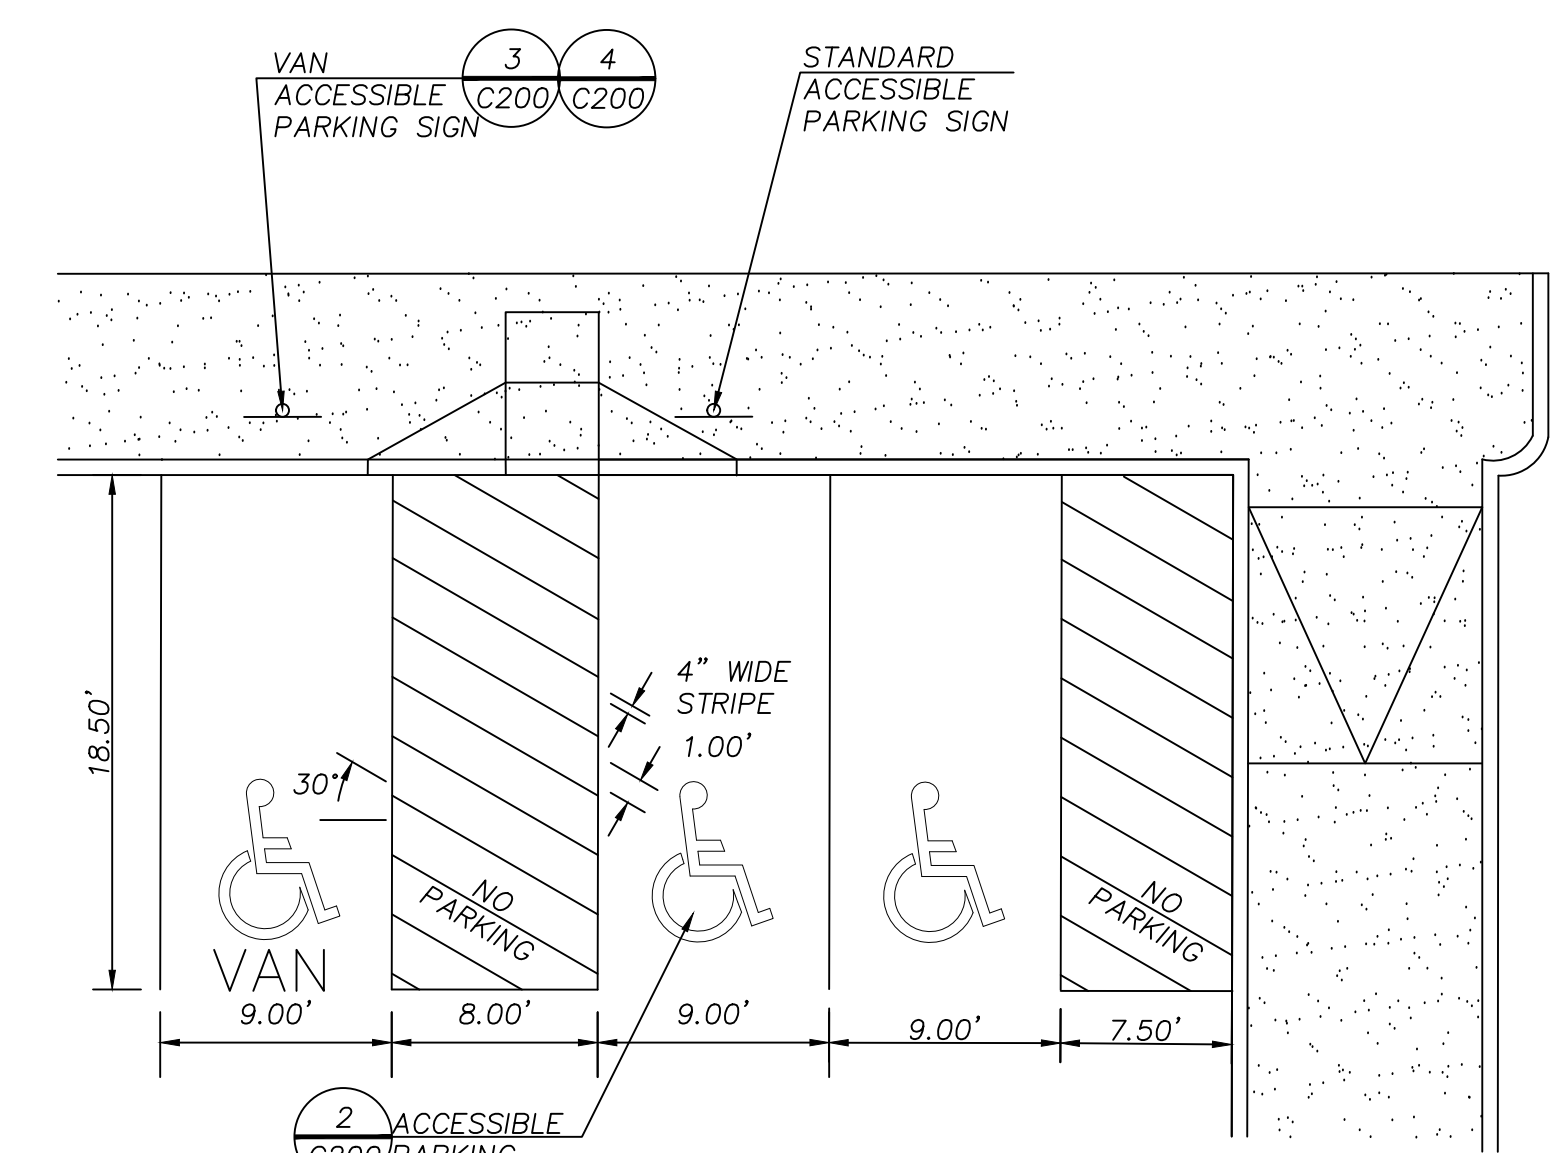 VAN
ACCESSIBLE
PARKING SIGN
3
C200
4
C200
STANDARD
ACCESSIBLE
PARKING SIGN
18.50'
30°
4” WIDE
STRIPE
1.00'
NO
PARKING
NO
PARKING
VAN
9.00'
8.00'
9.00'
9.00'
7.50'
2
ACCESSIBLE
PARKING